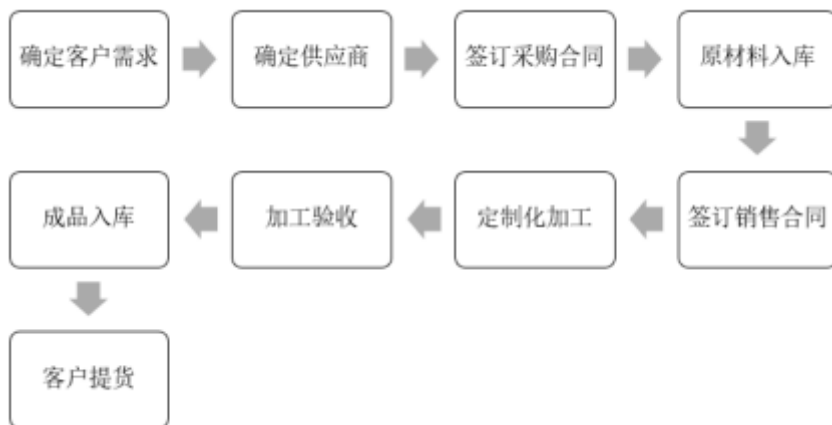 确定客户需求
确定供应商
签订采购合同
原材料入库
签订销售合同
定制化加工
加工验收
成品入库
客户提货